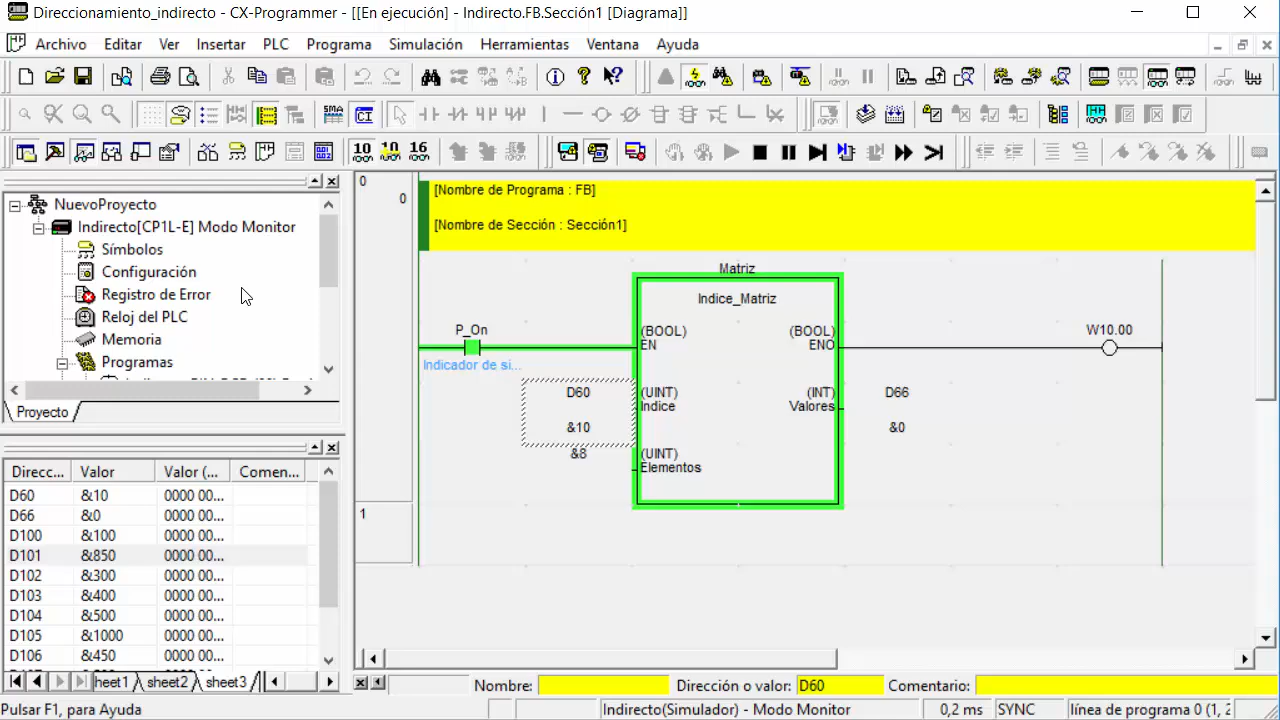 Direccionamiento_indirecto - CX-Programmer - [[En ejecución] - Indirecto.FB.Sección1 [Diagrama]]
Archivo Editar Ver Insertar PLC Programa Simulación Herramientas Ventana Ayuda
SMA CI
10 10 16
NuevoProyecto
Indirecto[CP1L-E] Modo Monitor
Símbolos
Configuración
Registro de Error
Reloj del PLC
Memoria
Programas
Proyecto
Direcc... Valor Valor (... Comen...
D60 &10 0000 00...
D66 &0 0000 00...
D100 &100 0000 00...
D101 &850 0000 00...
D102 &300 0000 00...
D103 &400 0000 00...
D104 &500 0000 00...
D105 &1000 0000 00...
D106 &450 0000 00...
heet1 sheet2 sheet3
0
0
[Nombre de Programa : FB]
[Nombre de Sección : Sección1]
Matriz
Indice_Matriz
P_On (BOOL) (BOOL) W10.00
EN ENO
Indicador de si...
D60 (UINT) (INT) D66
Indice Valores
&10 &0
&8 (UINT)
Elementos
1
Nombre: Dirección o valor: D60 Comentario:
Pulsar F1, para Ayuda Indirecto(Simulador) - Modo Monitor 0,2 ms SYNC línea de programa 0 (1, 2